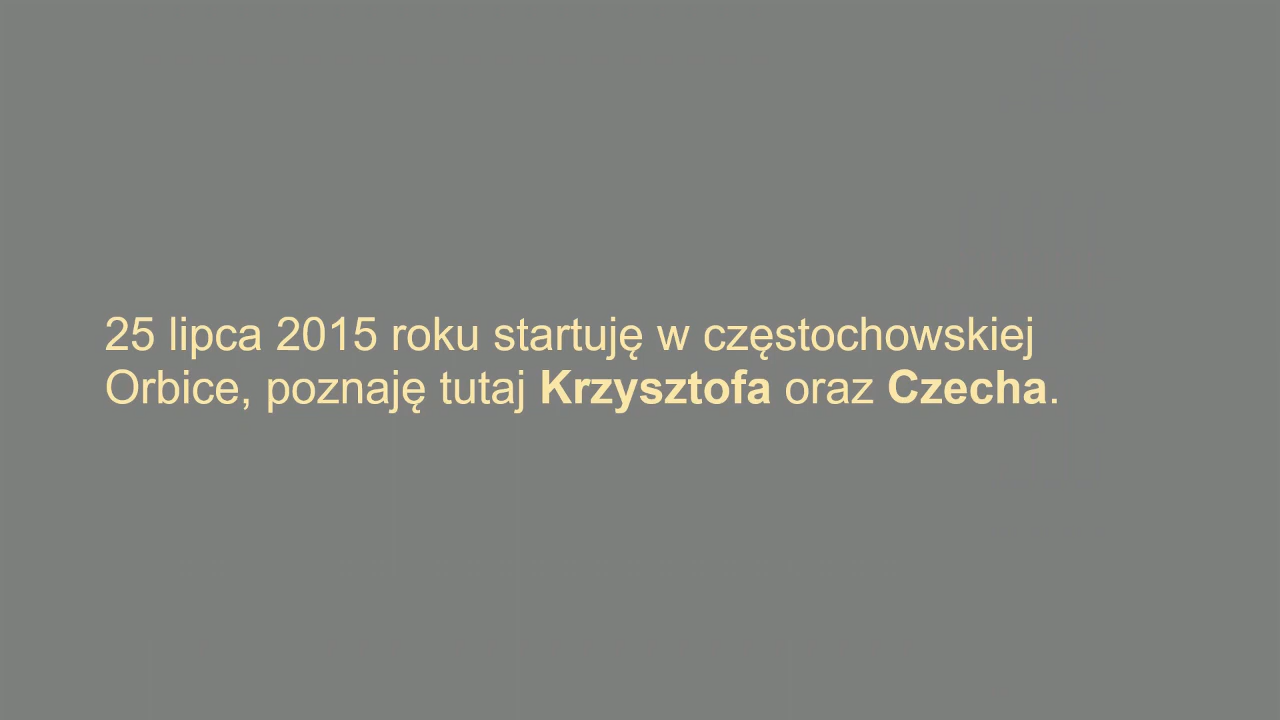 25 lipca 2015 roku startuję w częstochowskiej
Orbice, poznaję tutaj Krzysztofa oraz Czecha.